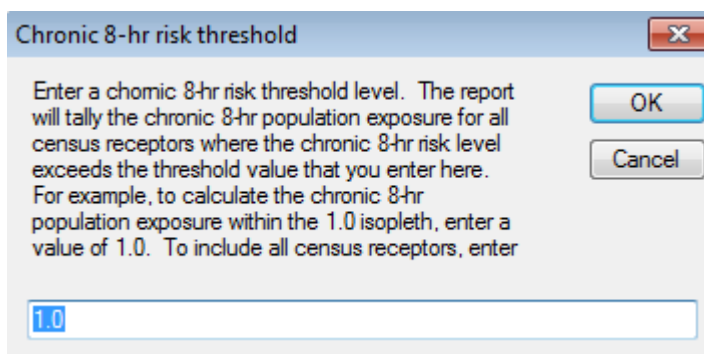 Chronic 8-hr risk threshold
Enter a chornic 8-hr risk threshold level.  The report
will tally the chronic 8-hr population exposure for all
census receptors where the chronic 8-hr risk level
exceeds the threshold value that you enter here.
For example, to calculate the chronic 8-hr
population exposure within the 1.0 isopleth, enter a
value of 1.0.  To include all census receptors, enter
OK
Cancel
1.0